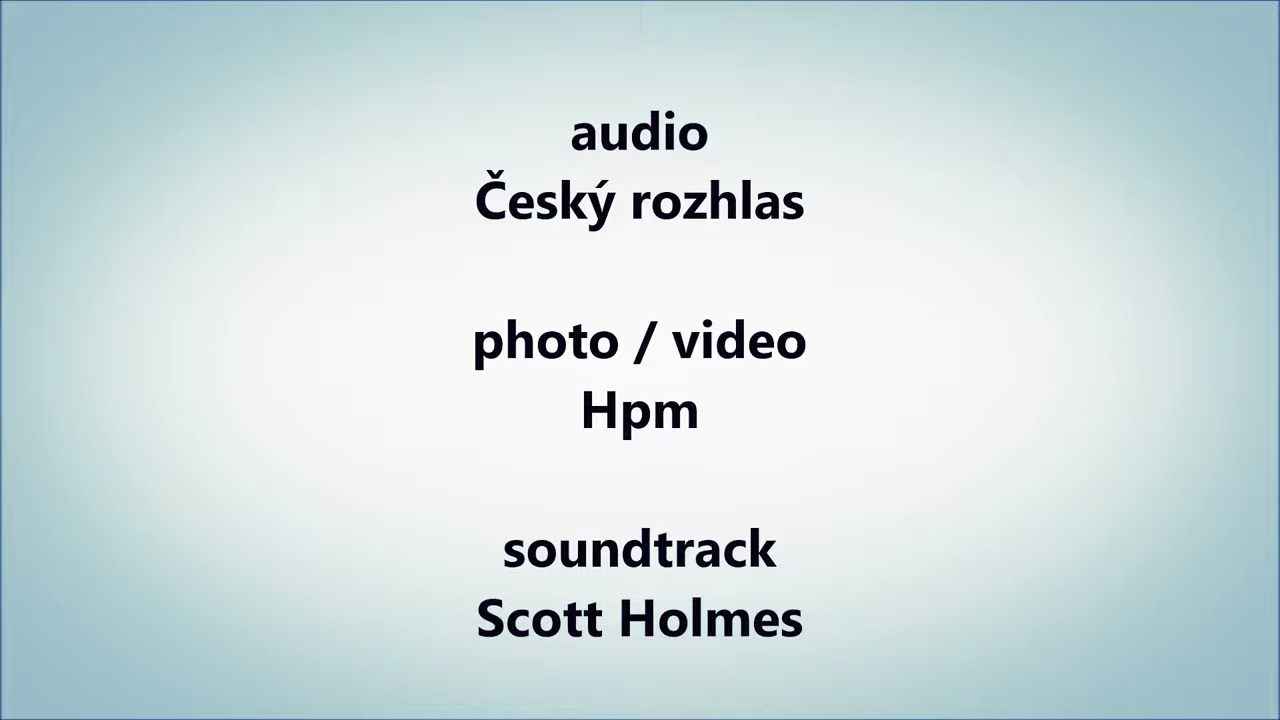 audio
Český rozhlas
photo / video
Hpm
soundtrack
Scott Holmes